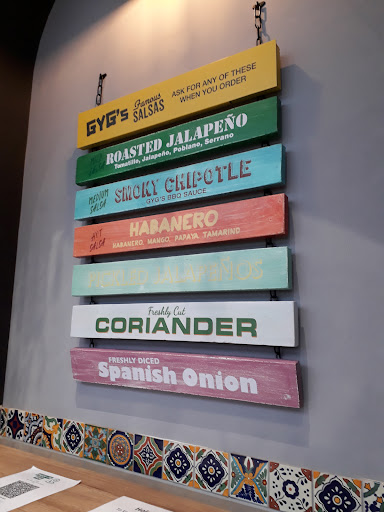 GYG's Famous SALSAS ASK FOR ANY OF THESE WHEN YOU ORDER
ROASTED JALAPEÑO
Tomatillo, Jalapeño, Poblano, Serrano
MEDIUM SALSA SMOKY CHIPOTLE
GYG'S BBQ SAUCE
HOT SALSA HABANERO
HABANERO, MANGO, PAPAYA TAMARIND
PICKLED JALAPEÑOS
Freshly Cut
CORIANDER
FRESHLY DICED
Spanish Onion